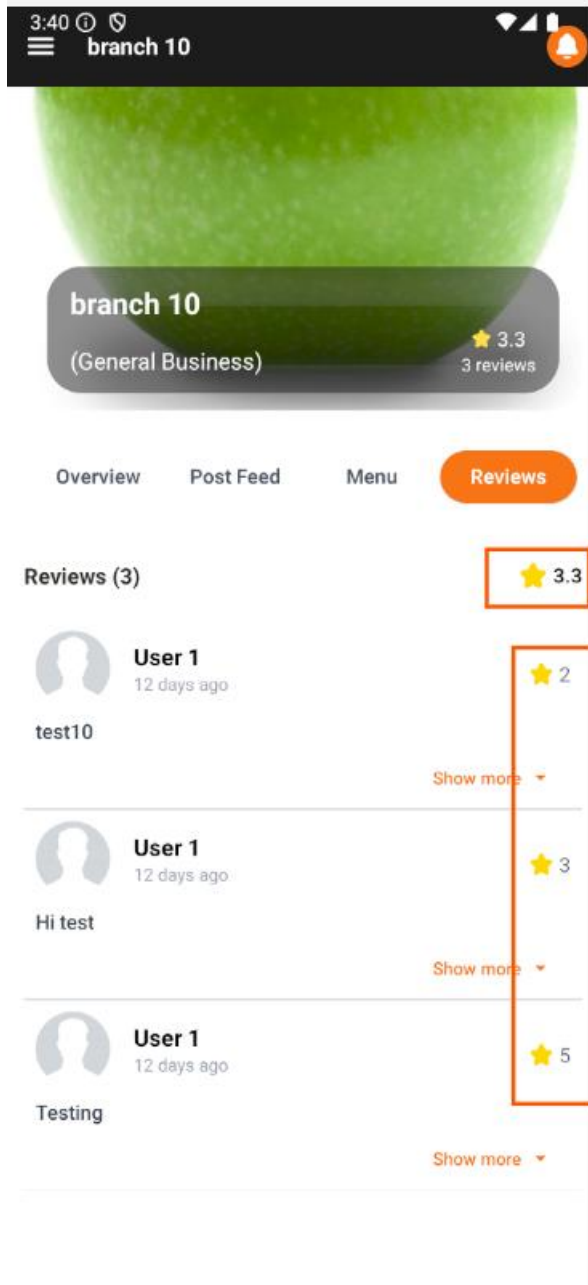 3:40
branch 10
branch 10
(General Business)
3.3
3 reviews
Overview Post Feed Menu Reviews
Reviews (3) 3.3
User 1
12 days ago
2
test10
Show more
User 1
12 days ago
3
Hi test
Show more
User 1
12 days ago
5
Testing
Show more